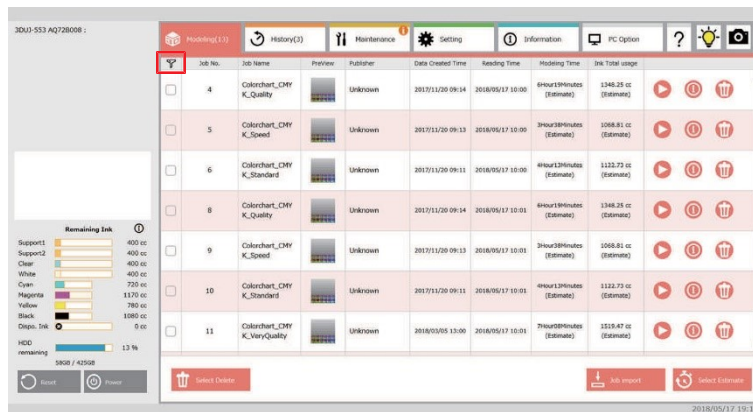 3DUJ-553 AQ72B008 :
Modeling(13)
History(3)
Maintenance
Setting
Information
PC Option
?
Job No. Job Name PreView Publisher Data Created Time Reading Time Modeling Time Ink Total usage
4 Colorchart_CMY Unknown 2017/11/20 09:14 2018/05/17 10:00 6Hour19Minutes 1348.25 cc
K_Quality (Estimate) (Estimate)
5 Colorchart_CMY Unknown 2017/11/20 09:13 2018/05/17 10:00 3Hour38Minutes 1068.81 cc
K_Speed (Estimate) (Estimate)
6 Colorchart_CMY Unknown 2017/11/20 09:11 2018/05/17 10:00 4Hour13Minutes 1122.73 cc
K_Standard (Estimate) (Estimate)
8 Colorchart_CMY Unknown 2017/11/20 09:14 2018/05/17 10:01 6Hour19Minutes 1348.25 cc
K_Quality (Estimate) (Estimate)
9 Colorchart_CMY Unknown 2017/11/20 09:13 2018/05/17 10:01 3Hour38Minutes 1068.81 cc
K_Speed (Estimate) (Estimate)
10 Colorchart_CMY Unknown 2017/11/20 09:11 2018/05/17 10:01 4Hour13Minutes 1122.73 cc
K_Standard (Estimate) (Estimate)
11 Colorchart_CMY Unknown 2018/03/05 13:00 2018/05/17 10:01 7Hour08Minutes 1519.47 cc
K_VeryQuality (Estimate) (Estimate)
Remaining Ink
Support1 400 cc
Support2 400 cc
Clear 400 cc
White 400 cc
Cyan 720 cc
Magenta 1170 cc
Yellow 780 cc
Black 1080 cc
Dispo. Ink 0 cc
HDD
remaining 13 %
58GB / 425GB
Reset
Power
Select Delete
Job import
Select Estimate